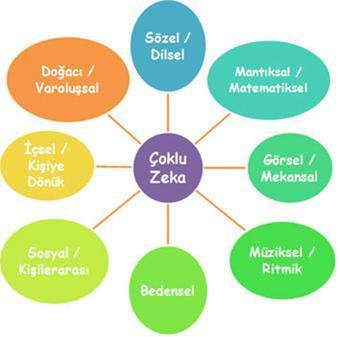 Sözel /
Dilsel
Doğacı /
Varoluşsal
Mantıksal /
Matematiksel
İçsel /
Kişiye
Dönük
Çoklu
Zeka
Görsel /
Mekansal
Sosyal /
Kişilerarası
Müziksel /
Ritmik
Bedensel